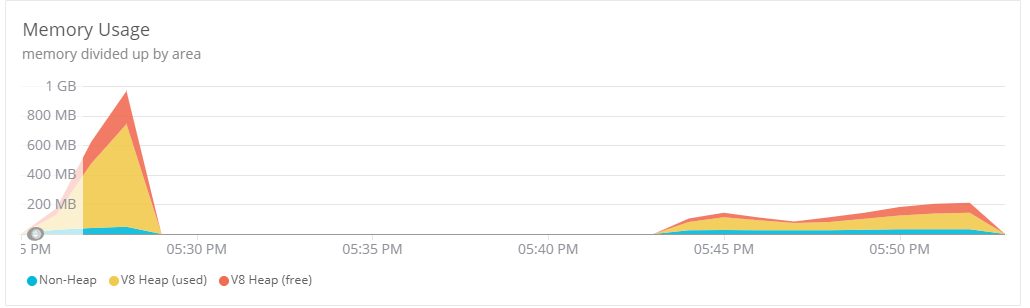 Memory Usage
memory divided up by area
1 GB
800 MB
600 MB
400 MB
200 MB
5 PM 05:30 PM 05:35 PM 05:40 PM 05:45 PM 05:50 PM
Non-Heap V8 Heap (used) V8 Heap (free)